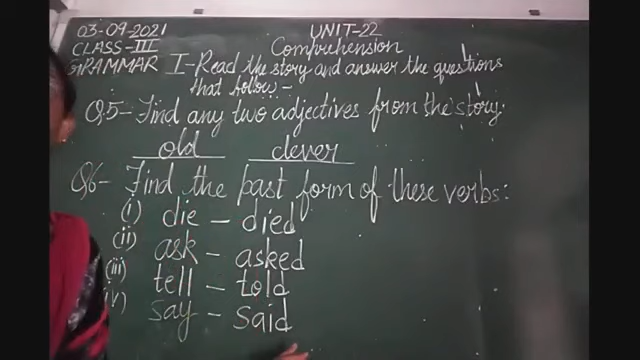 03-09-2021
UNIT-22
CLASS-III
Comprehension
GRAMMAR
I-Read the story and answer the questions
that follow-
Q.5-Find any two adjectives from the story.
old clever
Q6- Find the past form of these verbs:
(i) die - died
(ii) ask - asked
(iii) tell - told
iv) say - said